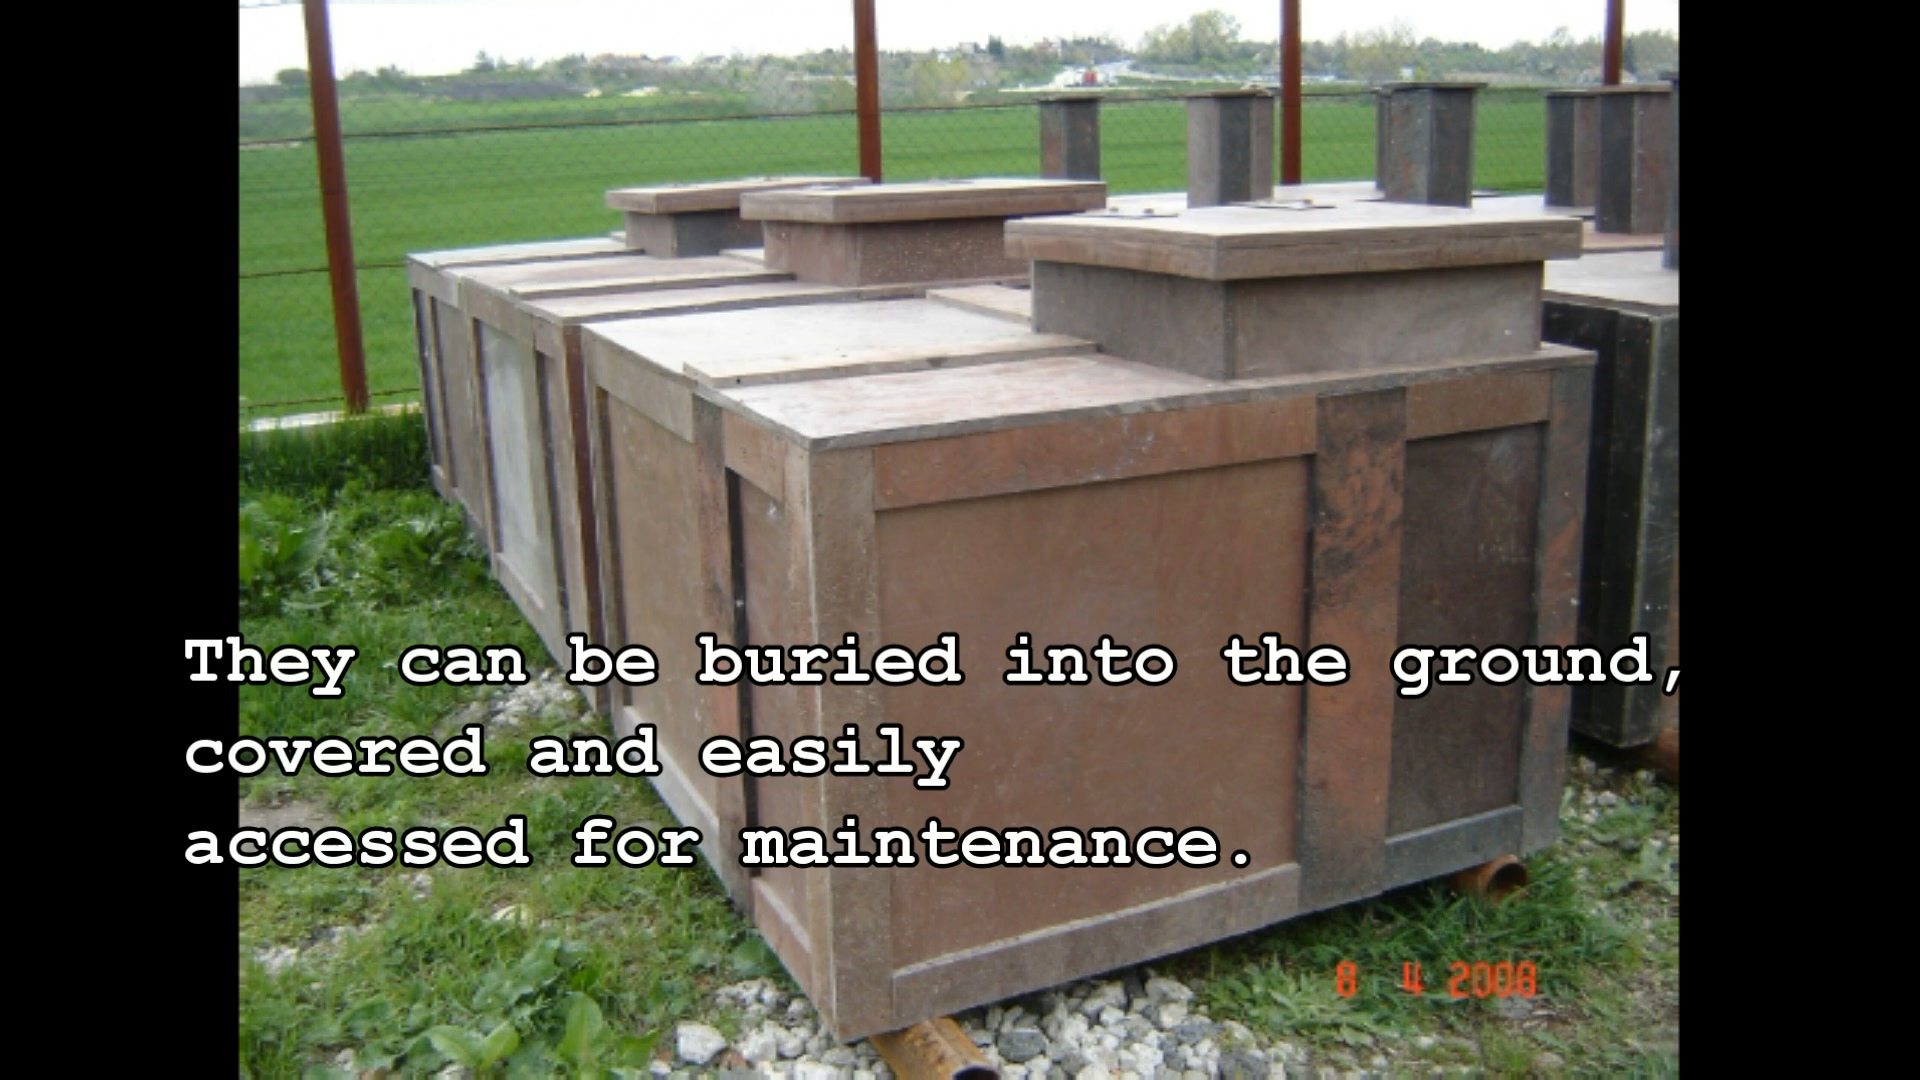 They can be buried into the ground,
covered and easily
accessed for maintenance.
8 4 2008